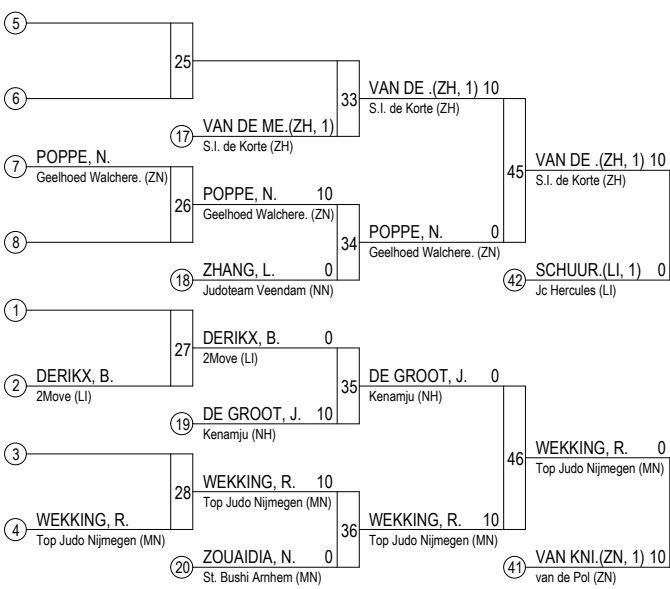 5
25
6
33
VAN DE .(ZH, 1) 10
S.I. de Korte (ZH)
17
VAN DE ME.(ZH, 1)
S.I. de Korte (ZH)
7
POPPE, N.
Geelhoed Walchere. (ZN)
45
VAN DE .(ZH, 1) 10
S.I. de Korte (ZH)
26
POPPE, N. 10
Geelhoed Walchere. (ZN)
8
34
POPPE, N. 0
Geelhoed Walchere. (ZN)
18
ZHANG, L. 0
Judoteam Veendam (NN)
42
SCHUUR.(LI, 1) 0
Jc Hercules (LI)
1
27
DERIKX, B. 0
2Move (LI)
2
DERIKX, B.
2Move (LI)
35
DE GROOT, J. 0
Kenamju (NH)
19
DE GROOT, J. 10
Kenamju (NH)
3
46
WEKKING, R. 0
Top Judo Nijmegen (MN)
28
WEKKING, R. 10
Top Judo Nijmegen (MN)
4
WEKKING, R.
Top Judo Nijmegen (MN)
36
WEKKING, R. 10
Top Judo Nijmegen (MN)
20
ZOUAIDIA, N. 0
St. Bushi Arnhem (MN)
41
VAN KNI.(ZN, 1) 10
van de Pol (ZN)